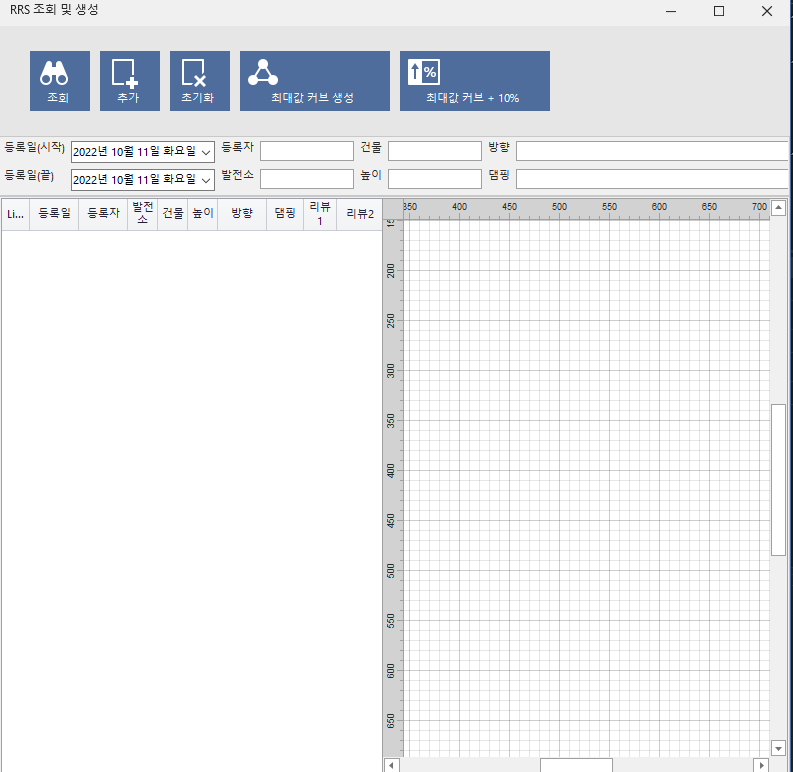 RRS 조회 및 생성
조회 추가 초기화 최대값 커브 생성 최대값 커브 + 10%
등록일(시작) 2022년 10월 11일 화요일 등록자 건물 방향
등록일(끝) 2022년 10월 11일 화요일 발전소 높이 댐핑
Li... 등록일 등록자 발전소 건물 높이 방향 댐핑 리뷰1 리뷰2
350 400 450 500 550 600 650 700
200
250
300
350
400
450
500
550
600
650